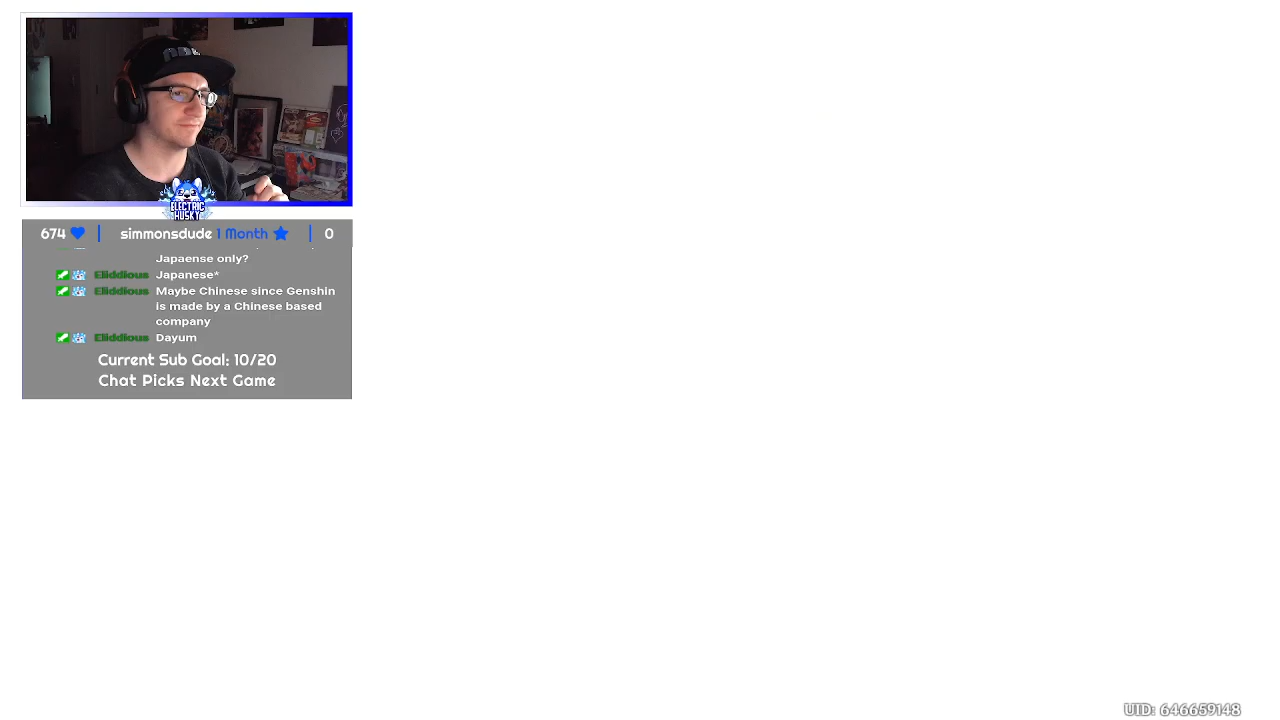 ELECTRIC
HUSKY
674 simmonsdude 1 Month 0
Japaense only?
Eliddious Japanese*
Eliddious Maybe Chinese since Genshin
is made by a Chinese based
company
Eliddious Dayum
Current Sub Goal: 10/20
Chat Picks Next Game
UID: 646659148